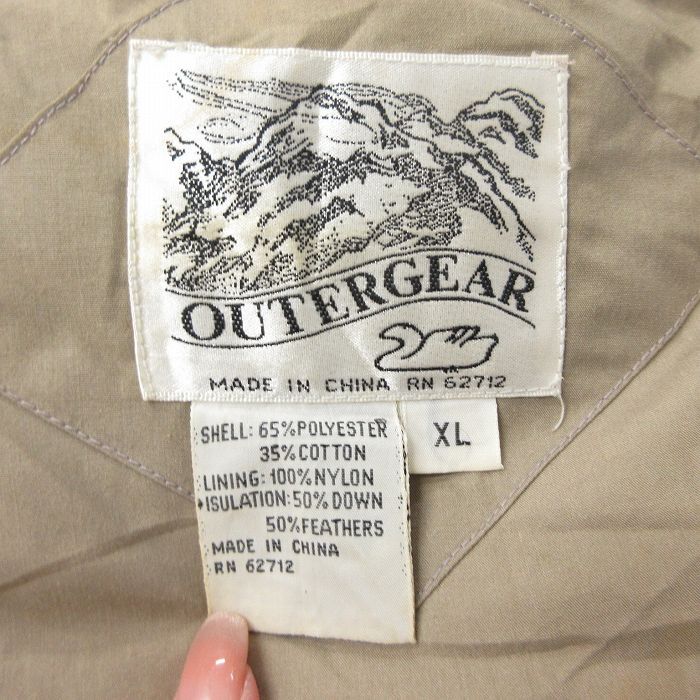 OUTERGEAR
MADE IN CHINA RN 62712
XL
SHELL: 65%POLYESTER
35%COTTON
LINING: 100%NYLON
INSULATION: 50%DOWN
50%FEATHERS
MADE IN CHINA
RN 62712